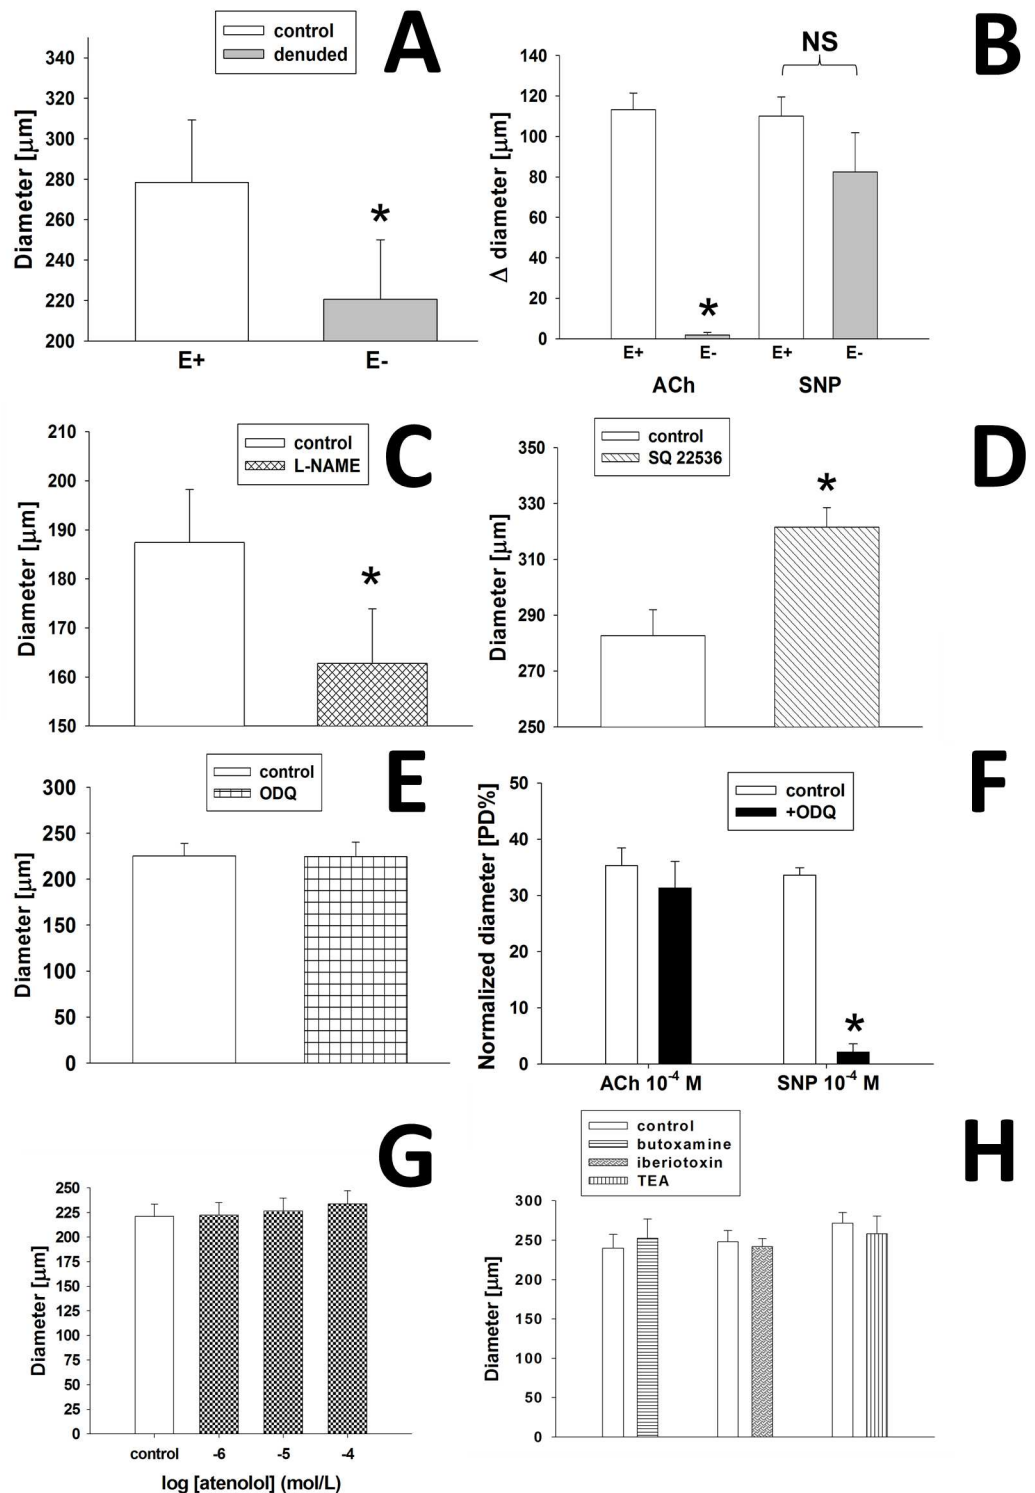 control
denuded
A
Diameter [μm]
340
320
300
280
260
240
220
200
*
E+
E-
B
NS
Δ diameter [μm]
140
120
100
80
60
40
20
0
*
E+
E-
E+
E-
ACh
SNP
control
L-NAME
C
Diameter [μm]
210
200
190
180
170
160
150
*
control
SQ 22536
D
Diameter [μm]
350
330
310
290
270
250
*
control
ODQ
E
Diameter [μm]
300
250
200
150
100
50
0
control
+ODQ
F
Normalized diameter [PD%]
50
40
30
20
10
0
*
ACh 10⁻⁴ M
SNP 10⁻⁴ M
G
Diameter [μm]
250
225
200
175
150
125
100
75
50
25
0
control
-6
-5
-4
log [atenolol] (mol/L)
control
butoxamine
iberiotoxin
TEA
H
Diameter [μm]
300
250
200
150
100
50
0